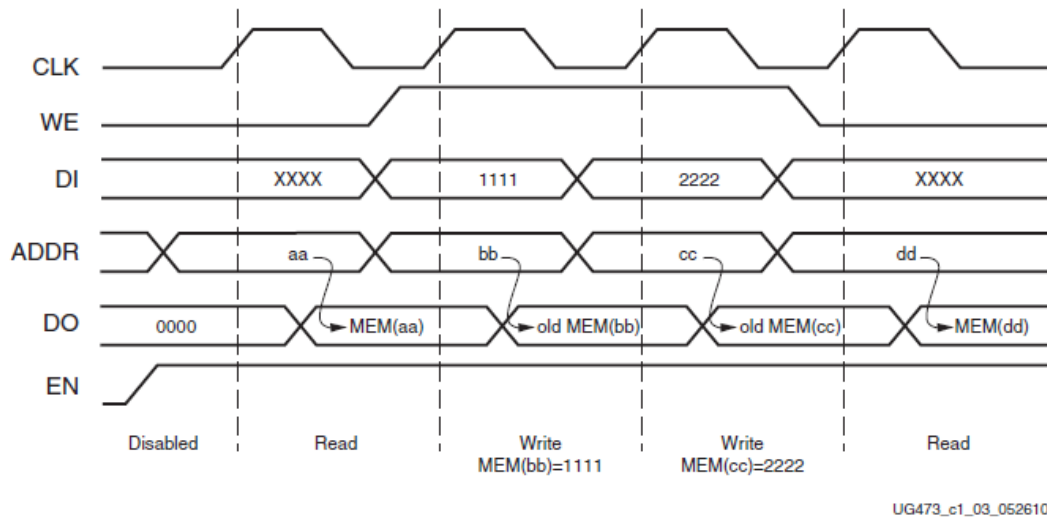 CLK
WE
DI XXXX 1111 2222 XXXX
ADDR aa bb cc dd
DO 0000 MEM(aa) old MEM(bb) old MEM(cc) MEM(dd)
EN
Disabled Read Write Write Read
MEM(bb)=1111 MEM(cc)=2222
UG473_c1_03_052610